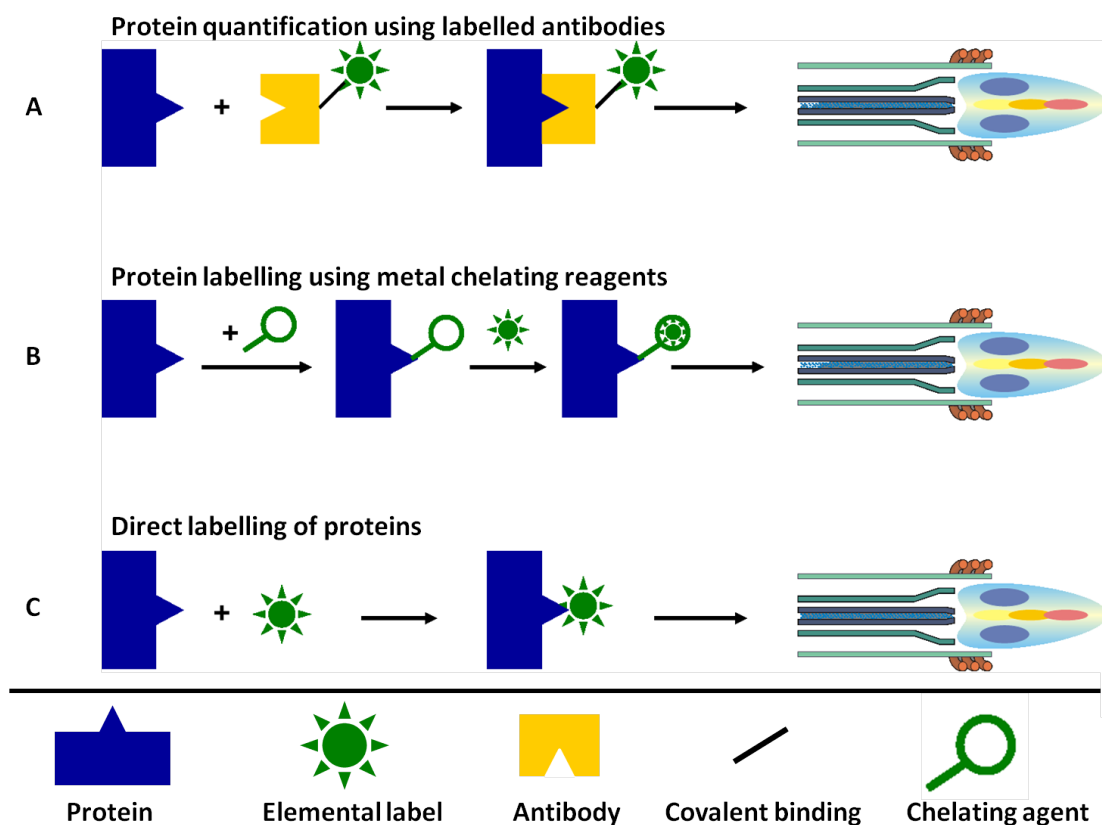 Protein quantification using labelled antibodies
A
+
Protein labelling using metal chelating reagents
+
B
Direct labelling of proteins
C
+
Protein
Elemental label
Antibody
Covalent binding
Chelating agent